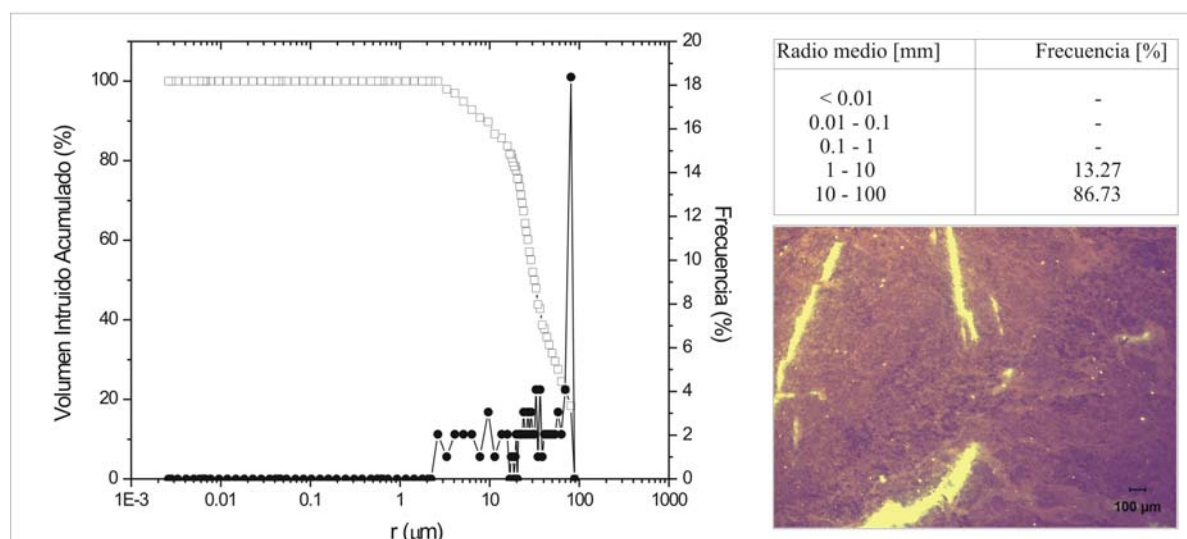 Volumen Intruido Acumulado (%)
100
80
60
40
20
0
20
18
16
14
12
10
8
6
4
2
0
Frecuencia (%)
1E-3 0.01 0.1 1 10 100 1000
r (μm)
Radio medio [mm] Frecuencia [%]
< 0.01 -
0.01 - 0.1 -
0.1 - 1 -
1 - 10 13.27
10 - 100 86.73
100 μm